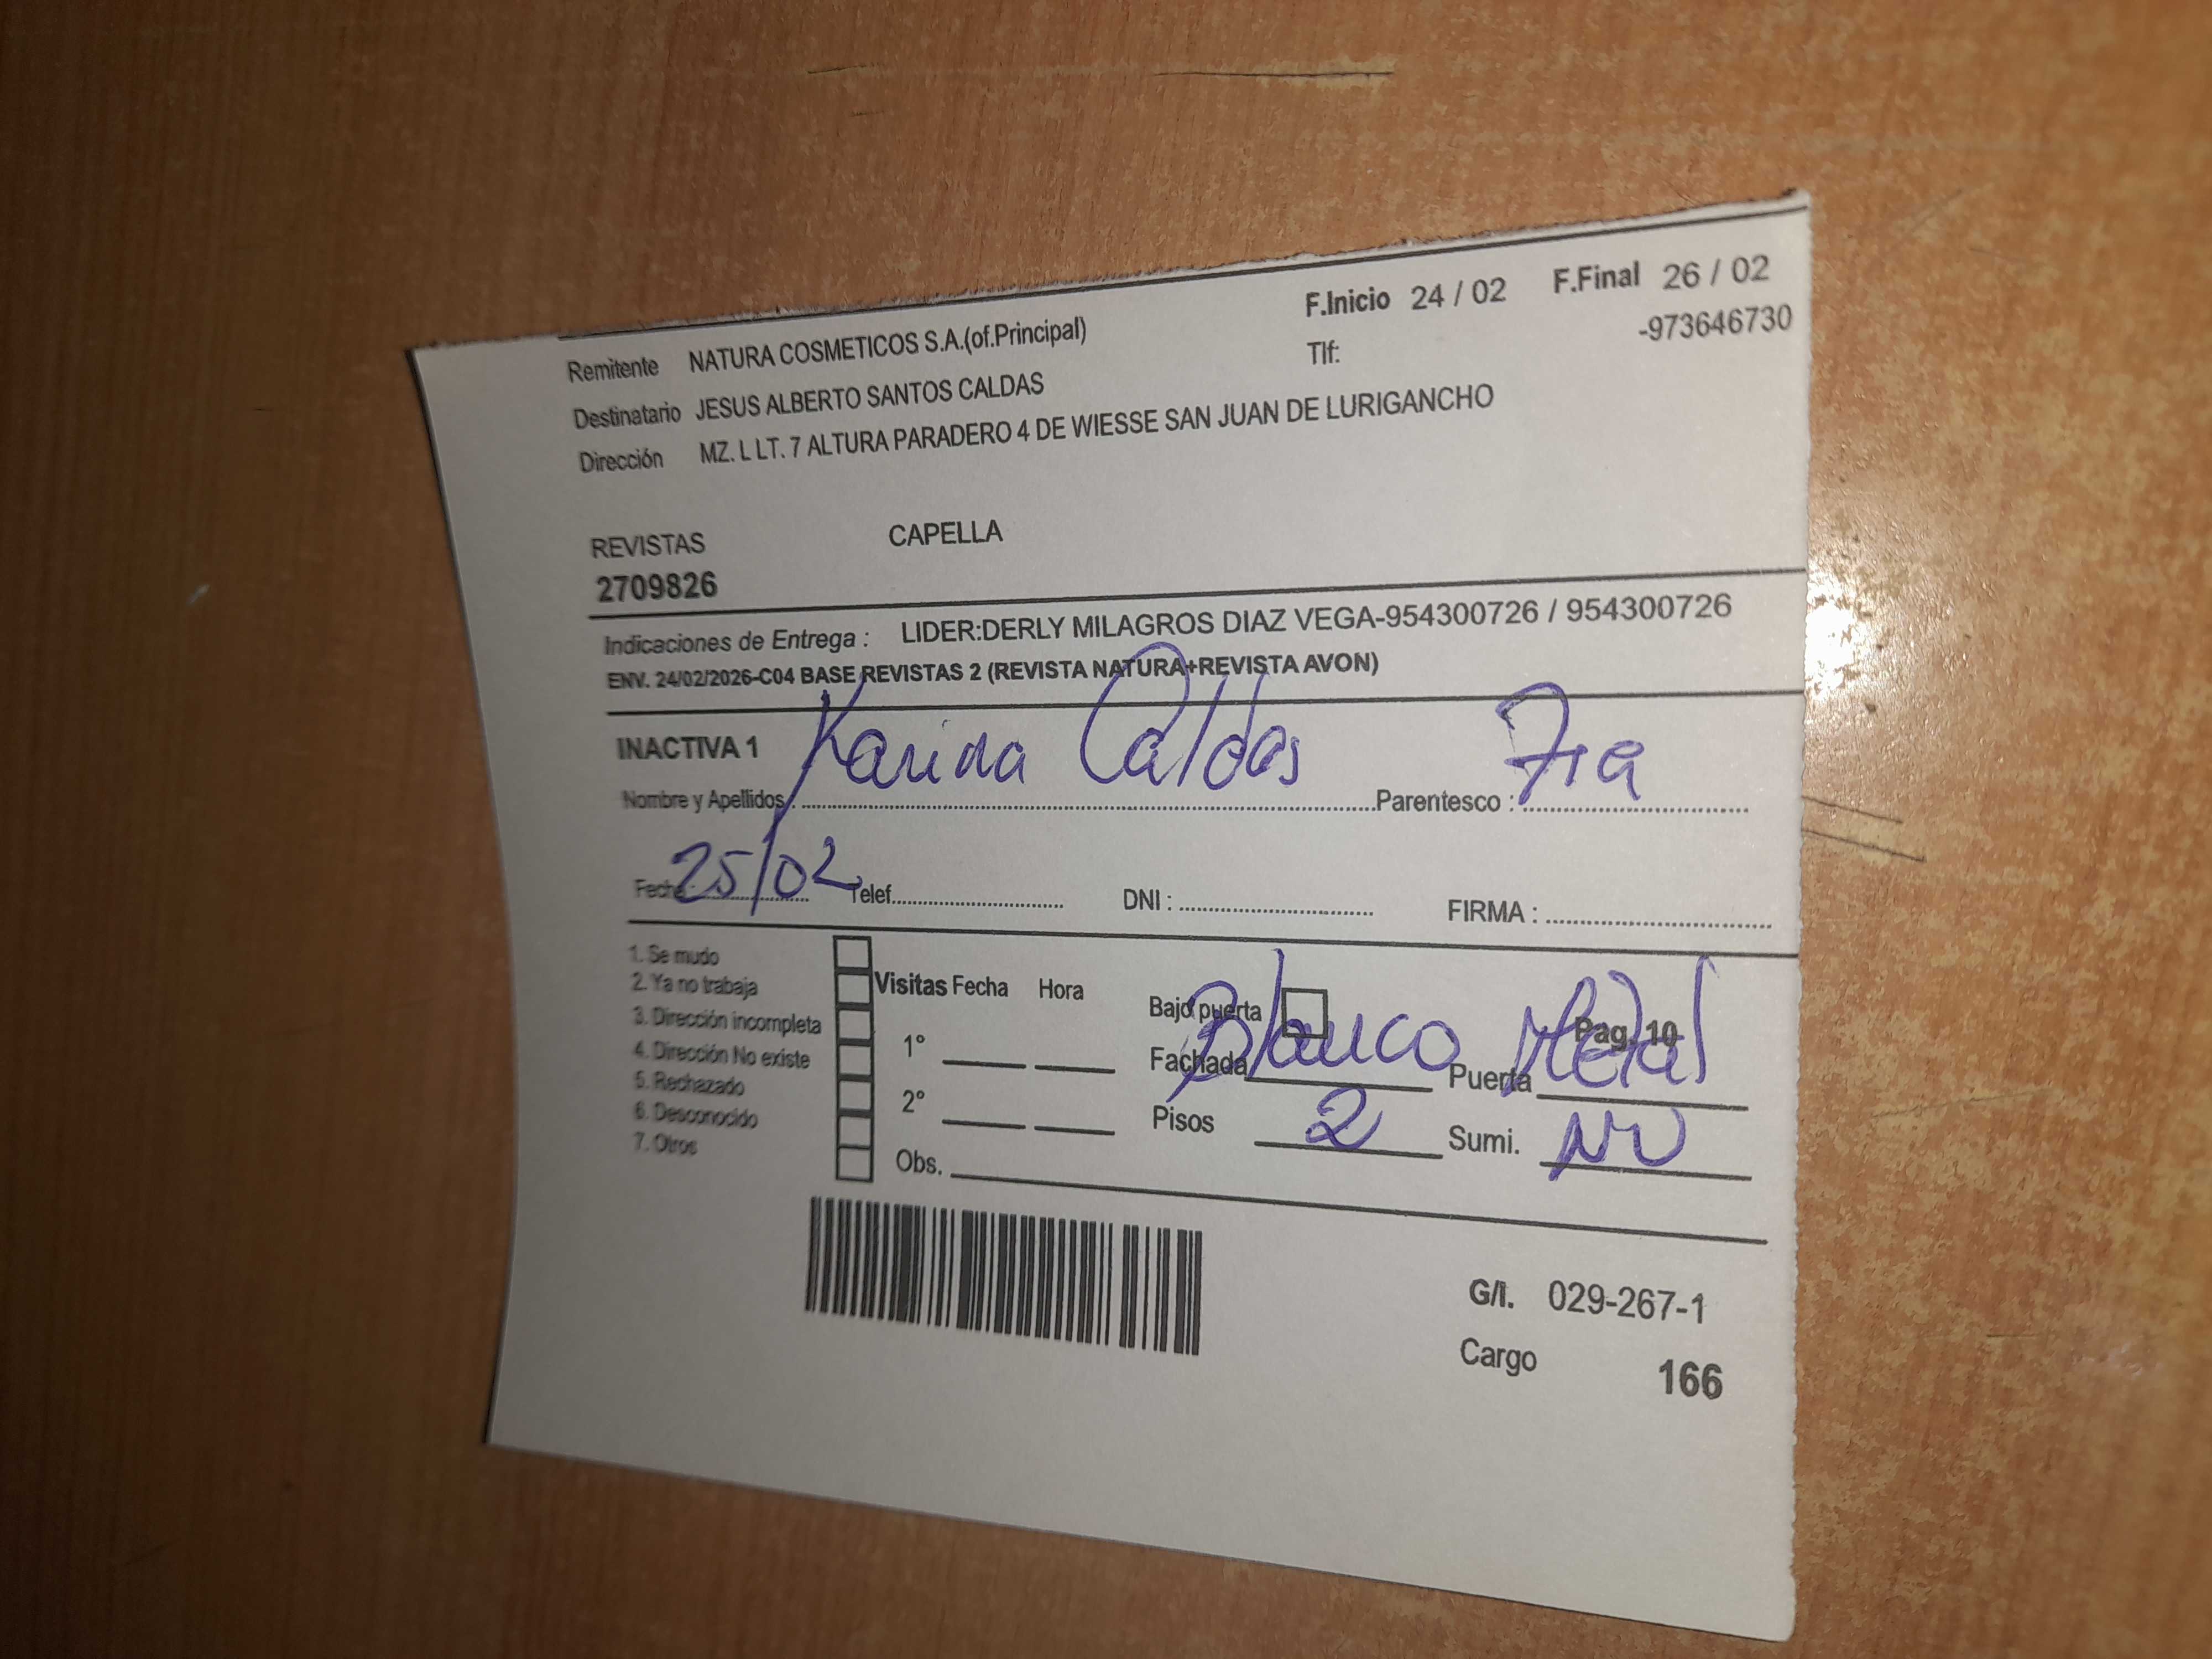 F.Inicio 24 / 02 F.Final 26 / 02
Remitente NATURA COSMETICOS S.A.(of.Principal) Tlf: -973646730
Destinatario JESUS ALBERTO SANTOS CALDAS
Dirección MZ. L LT. 7 ALTURA PARADERO 4 DE WIESSE SAN JUAN DE LURIGANCHO
REVISTAS CAPELLA
2709826
Indicaciones de Entrega : LIDER:DERLY MILAGROS DIAZ VEGA-954300726 / 954300726
ENV. 24/02/2026-C04 BASE REVISTAS 2 (REVISTA NATURA+REVISTA AVON)
INACTIVA 1
Nombre y Apellidos : Karina Caldas Parentesco : Tia
Fecha : 25/02 Telef. DNI : FIRMA :
1. Se mudo
2. Ya no trabaja
3. Dirección incompleta
4. Dirección No existe
5. Rechazado
6. Desconocido
7. Otros
Visitas Fecha Hora
1°
2°
Obs.
Bajo puerta Pag. 10
Fachada Blanco Puerta Metal
Pisos 2 Sumi. NV
G/I. 029-267-1
Cargo 166